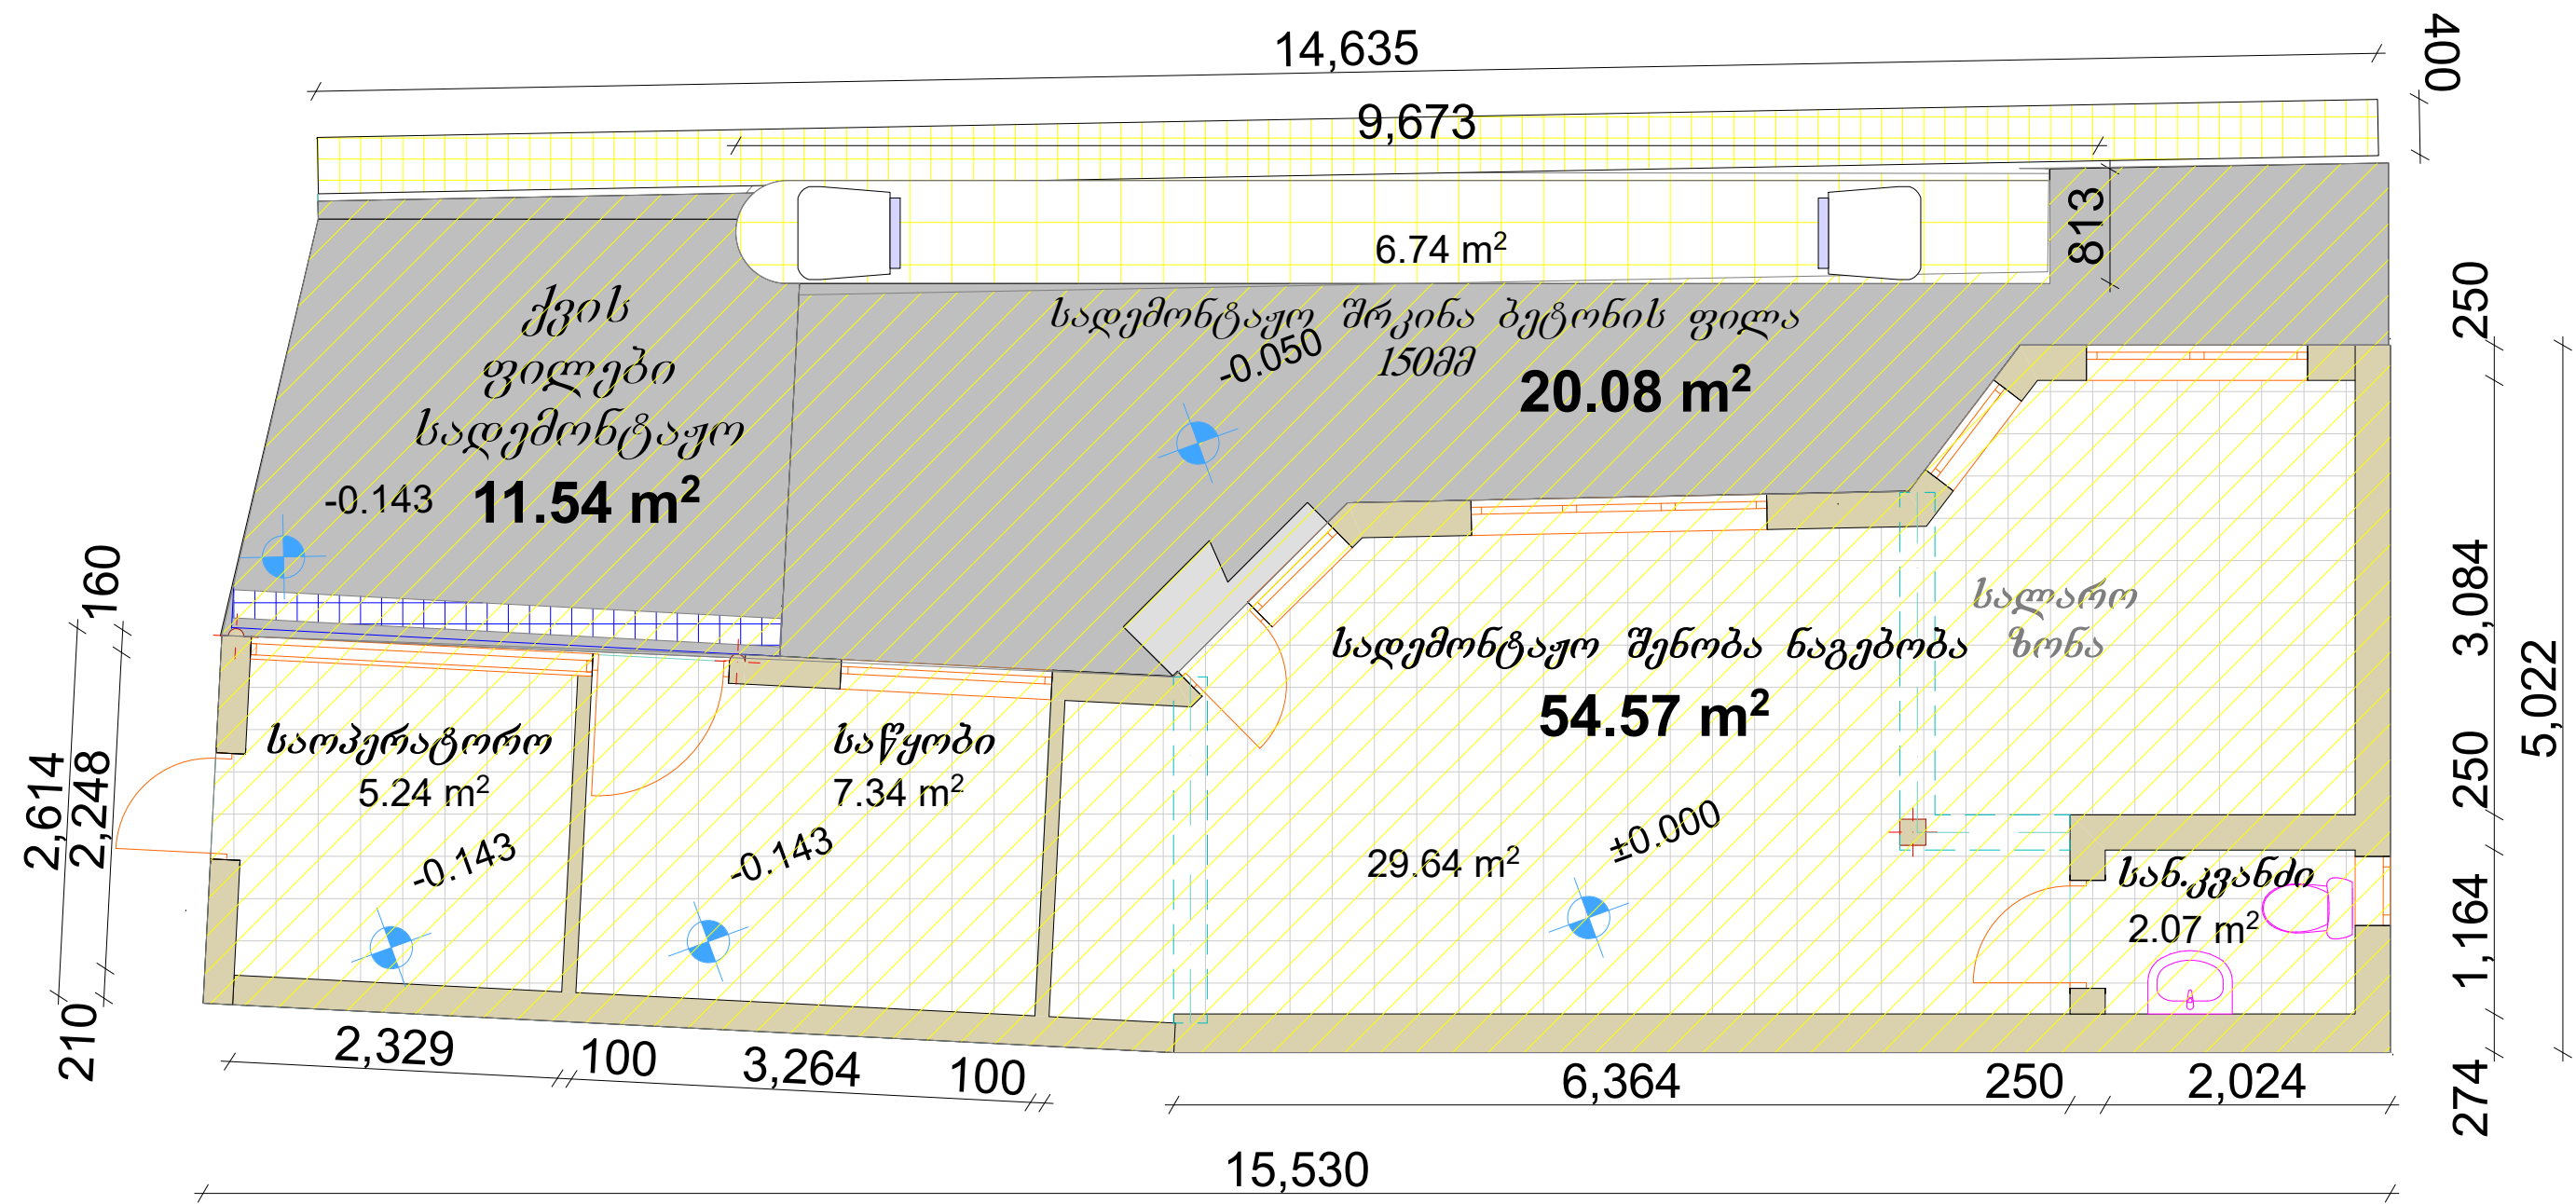 14,635
400
9,673
813
6.74 m²
250
ქვის
ფილები
სადემონტაჟო
-0.143
11.54 m²
სადემონტაჟო შრკინა ბეტონის ფილა
150მმ
-0.050
20.08 m²
160
2,614
2,248
210
3,084
5,022
250
1,164
274
სალარო
ზონა
სადემონტაჟო შენობა ნაგებობა
54.57 m²
საოპერატორო
5.24 m²
-0.143
საწყობი
7.34 m²
-0.143
29.64 m²
±0.000
სან.კვანძი
2.07 m²
2,329
100
3,264
100
6,364
250
2,024
15,530